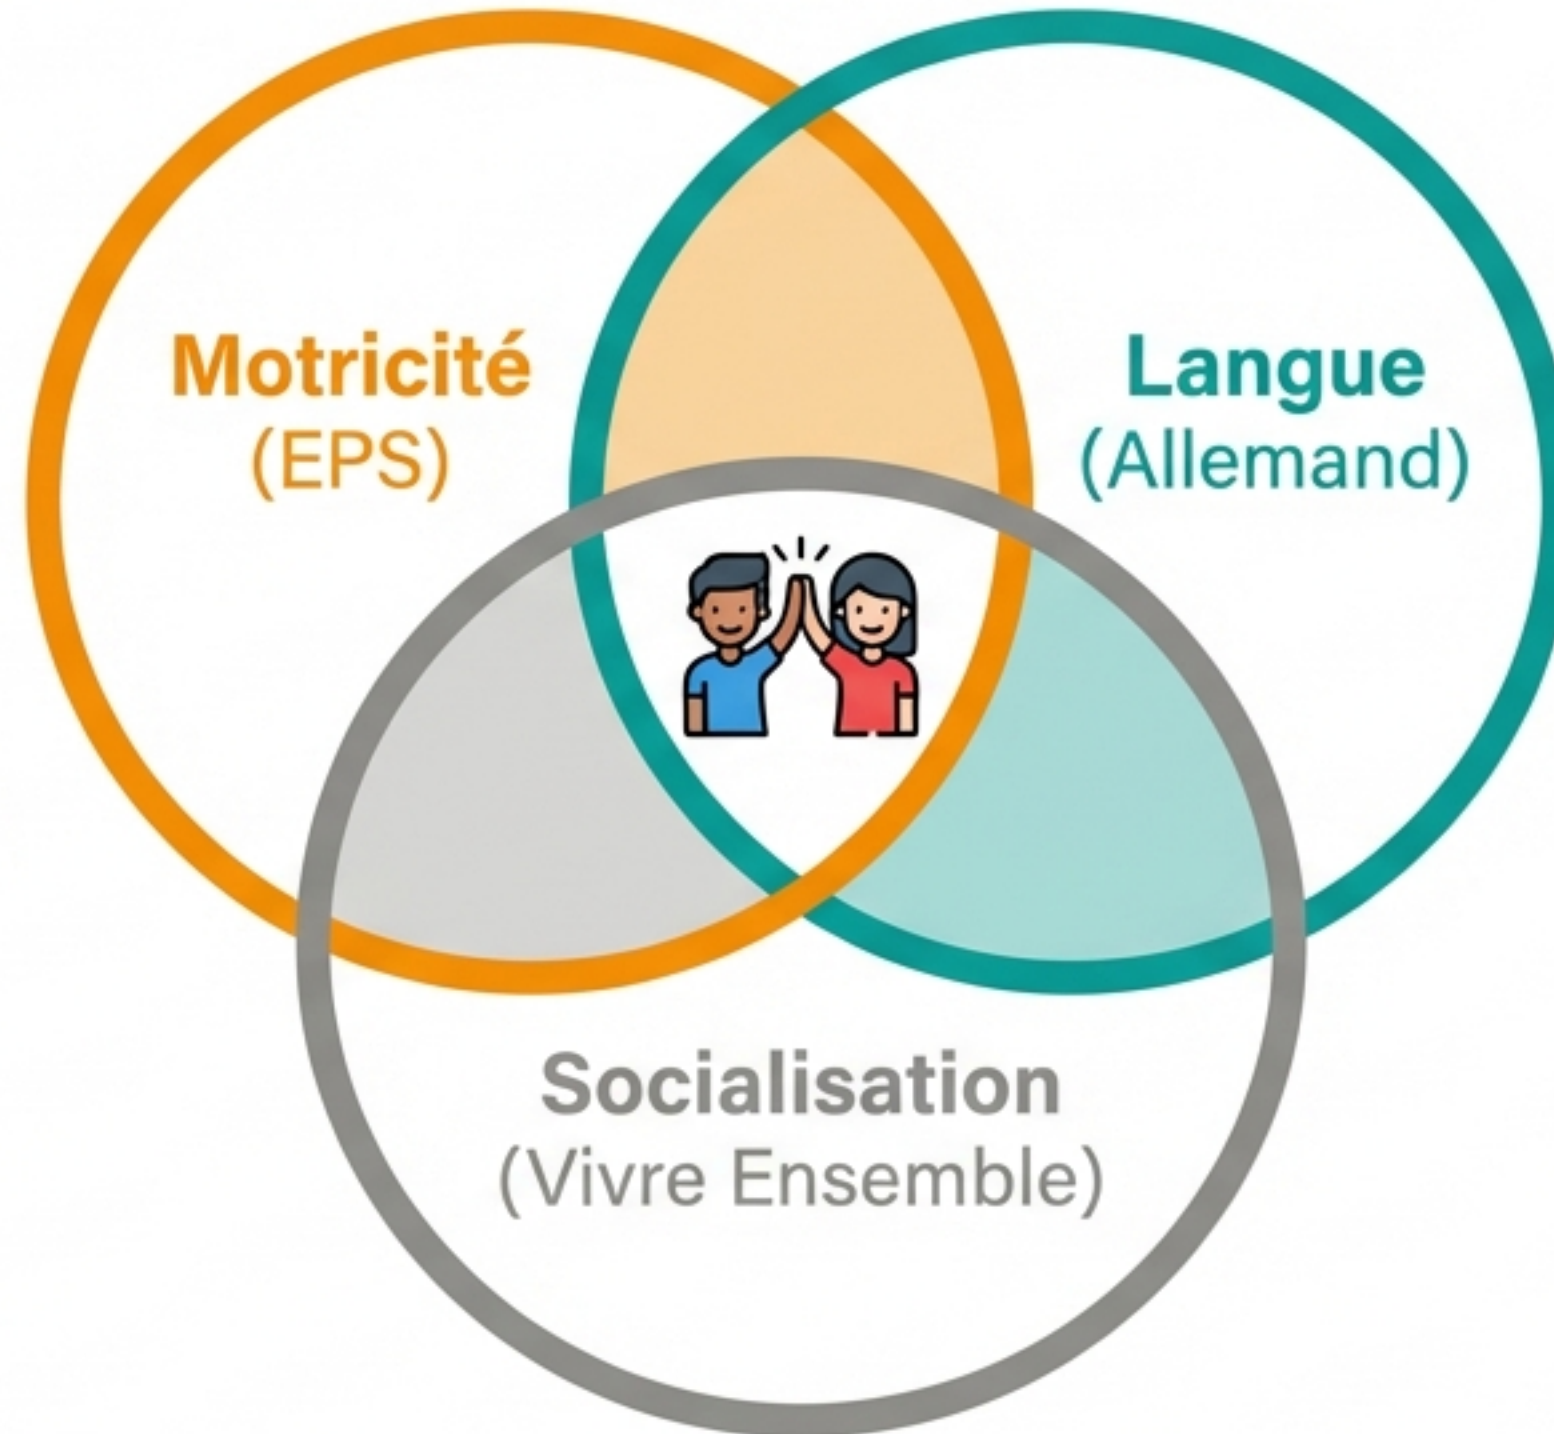 Motricité
(EPS)
Langue
(Allemand)
Socialisation
(Vivre Ensemble)